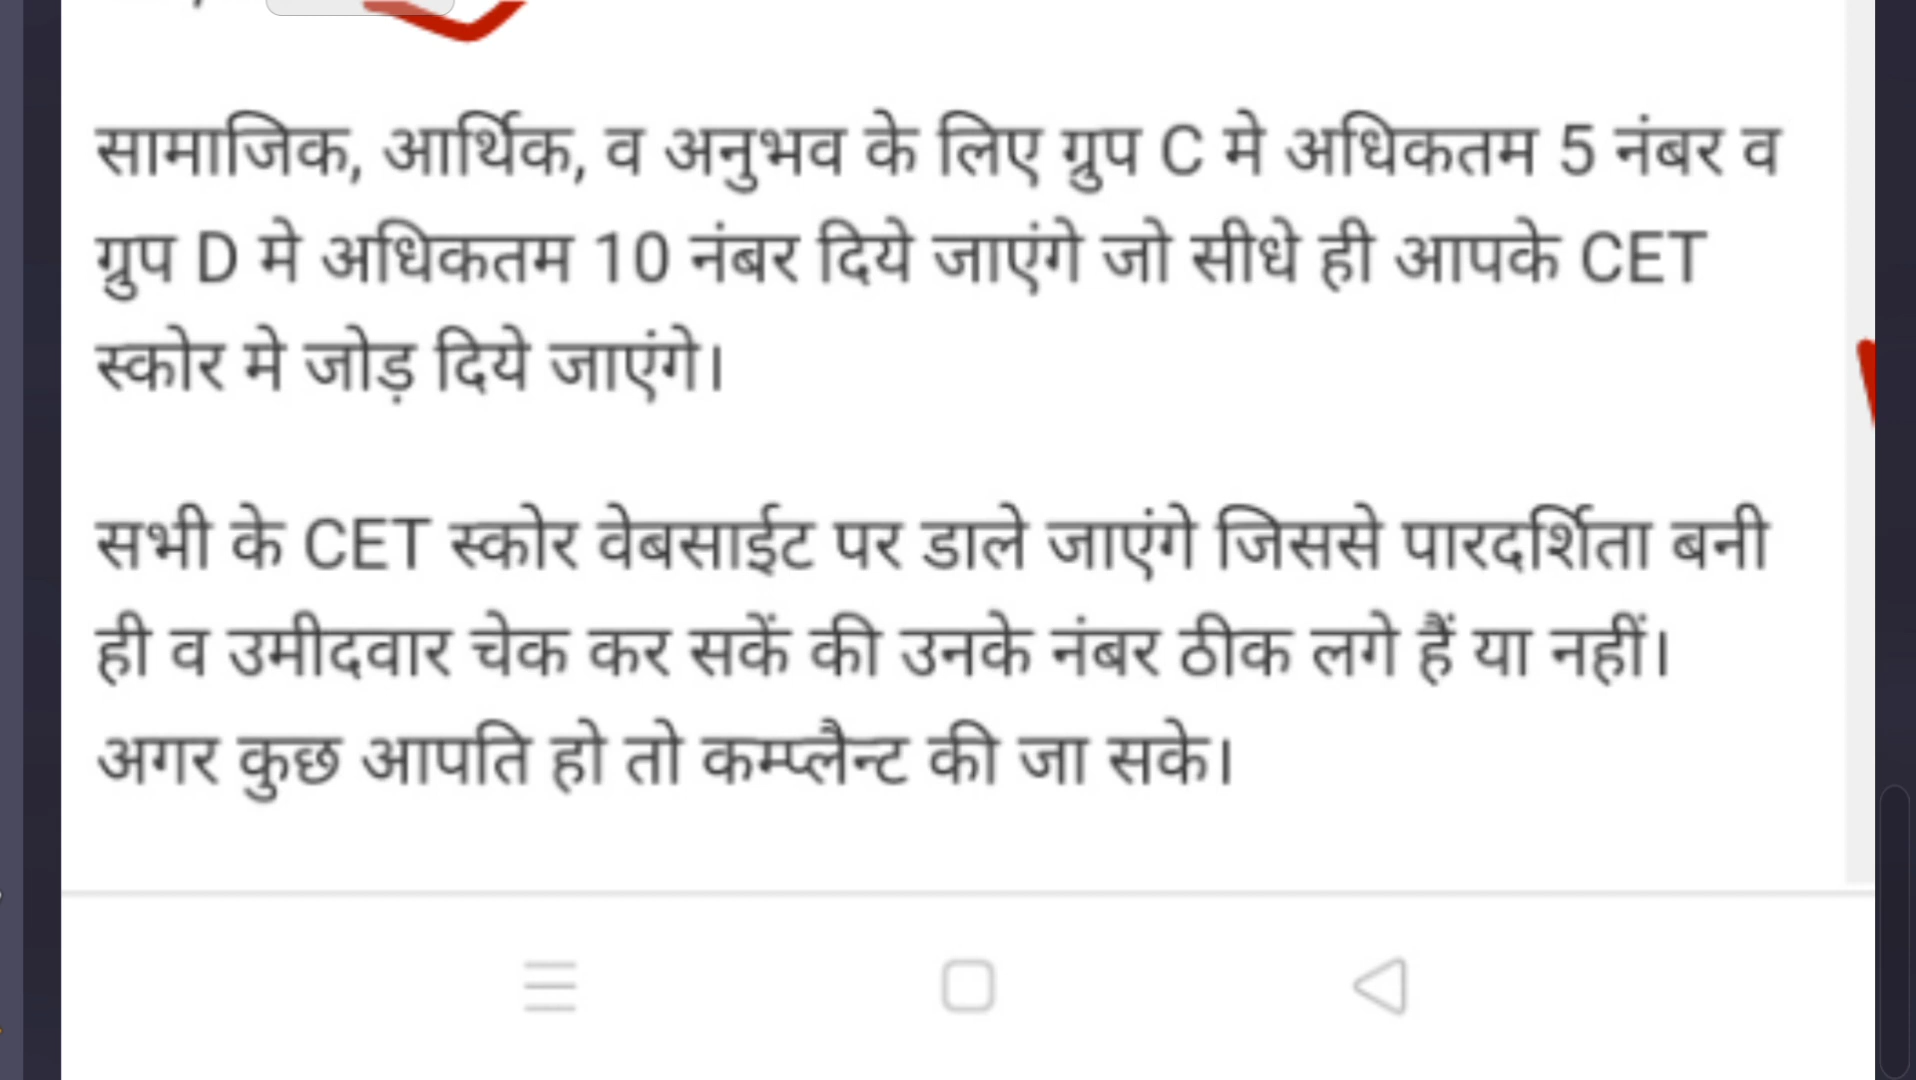 सामाजिक, आर्थिक, व अनुभव के लिए ग्रुप C मे अधिकतम 5 नंबर व
ग्रुप D मे अधिकतम 10 नंबर दिये जाएंगे जो सीधे ही आपके CET
स्कोर मे जोड़ दिये जाएंगे।
सभी के CET स्कोर वेबसाईट पर डाले जाएंगे जिससे पारदर्शिता बनी
ही व उमीदवार चेक कर सकें की उनके नंबर ठीक लगे हैं या नहीं।
अगर कुछ आपति हो तो कम्प्लैन्ट की जा सके।